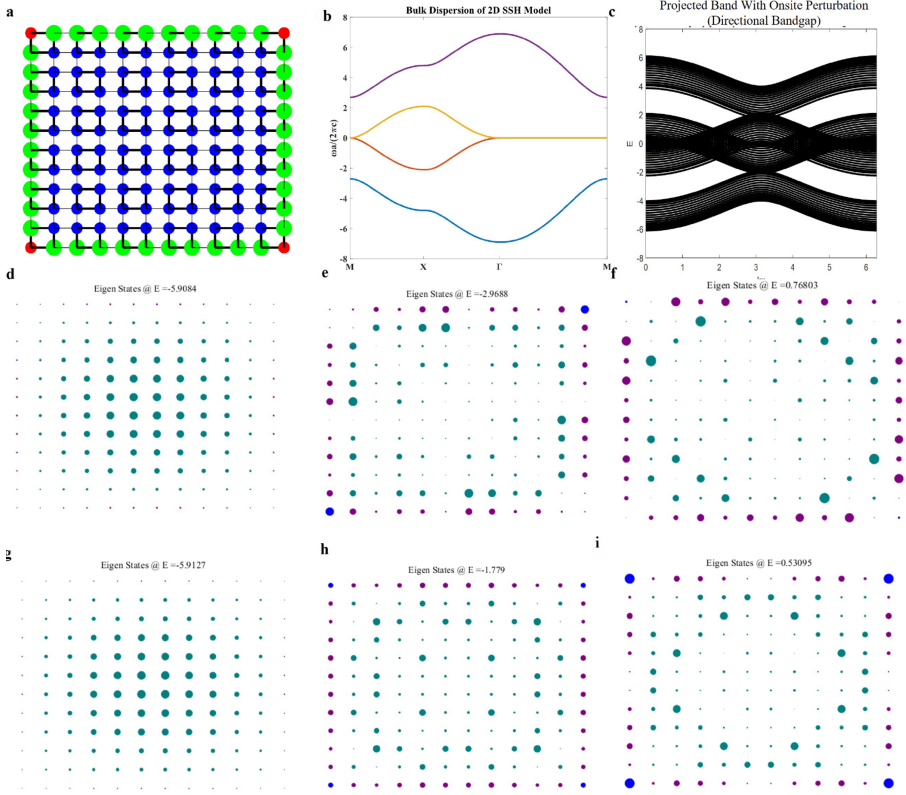 a
b
Bulk Dispersion of 2D SSH Model
8
6
4
2
0
-2
-4
-6
-8
ωa/(2πc)
M
X
Γ
M
c
Projected Band With Onsite Perturbation
(Directional Bandgap)
8
6
4
2
0
-2
-4
-6
-8
E
0
1
2
3
4
5
6
d
Eigen States @ E =-5.9084
e
Eigen States @ E =-2.9688
f
Eigen States @ E =0.76803
g
Eigen States @ E =-5.9127
h
Eigen States @ E =-1.779
i
Eigen States @ E =0.53095